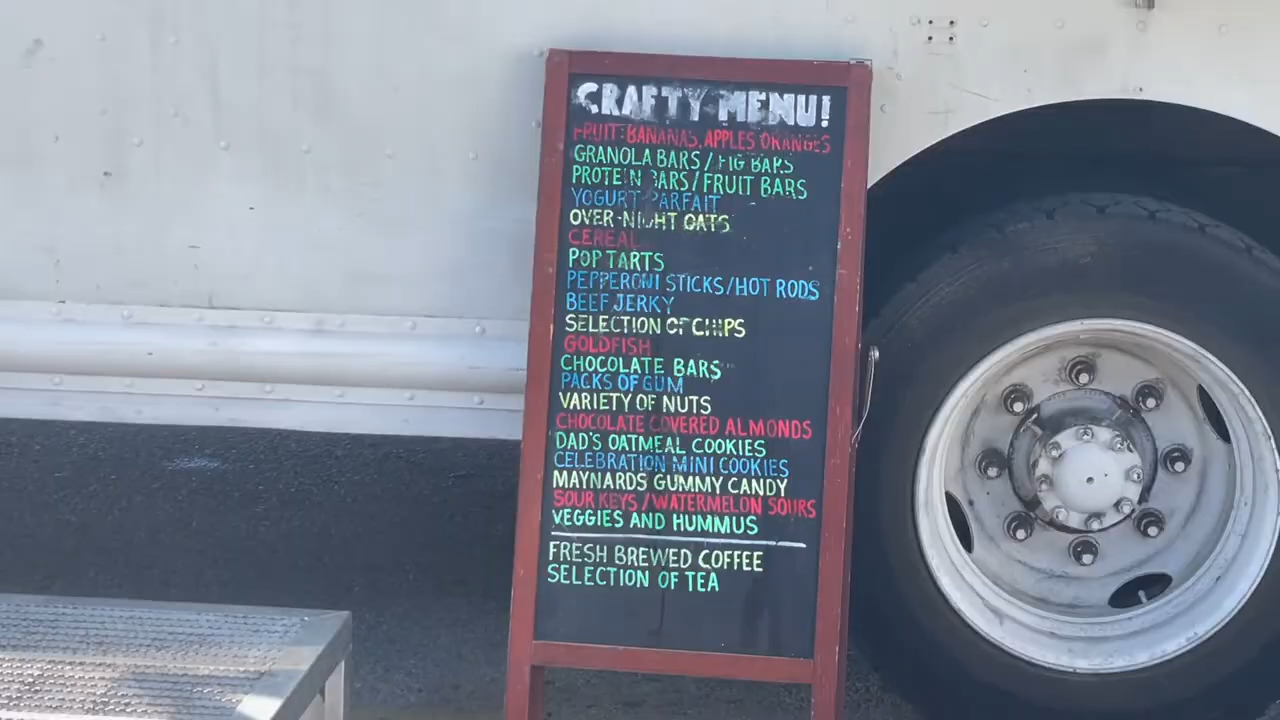 CRAFTY MENU!
FRUIT: BANANAS, APPLES ORANGES
GRANOLA BARS / FIG BARS
PROTEIN BARS / FRUIT BARS
YOGURT PARFAIT
OVER-NIGHT OATS
CEREAL
POP TARTS
PEPPERONI STICKS/HOT RODS
BEEF JERKY
SELECTION OF CHIPS
GOLDFISH
CHOCOLATE BARS
PACKS OF GUM
VARIETY OF NUTS
CHOCOLATE COVERED ALMONDS
DAD'S OATMEAL COOKIES
CELEBRATION MINI COOKIES
MAYNARDS GUMMY CANDY
SOUR KEYS / WATERMELON SOURS
VEGGIES AND HUMMUS
FRESH BREWED COFFEE
SELECTION OF TEA